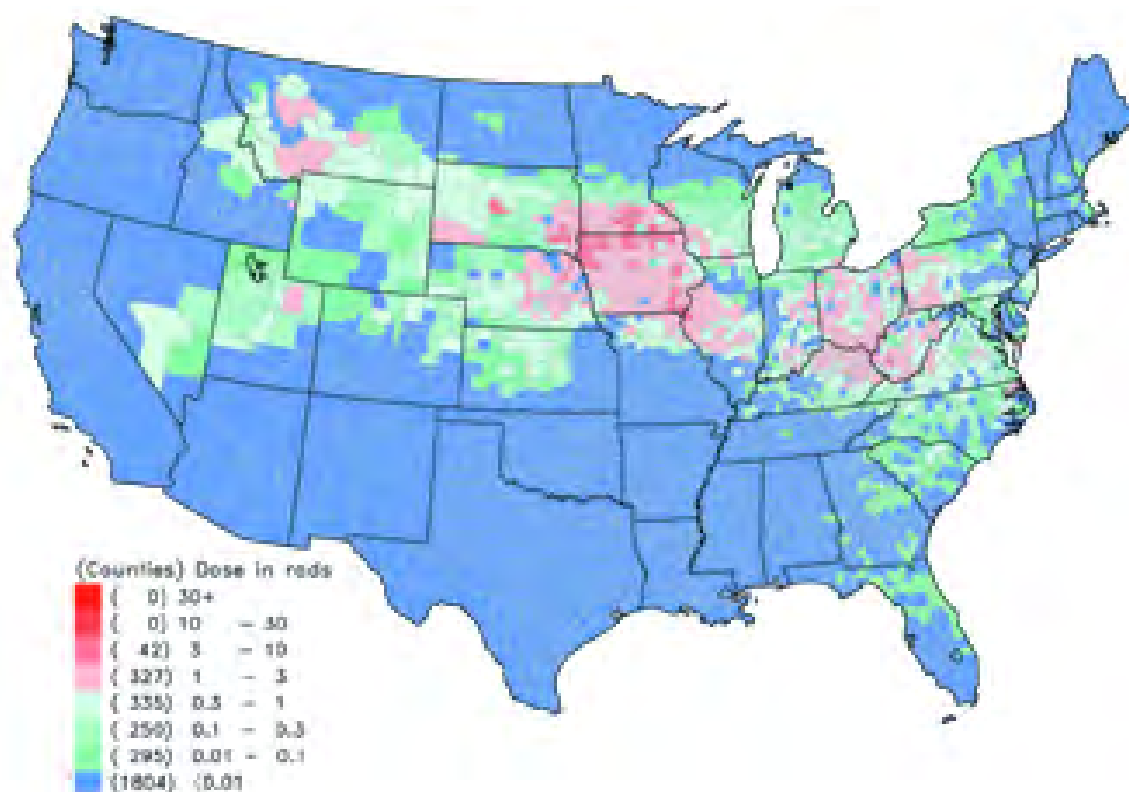 (Counties) Dose in rads
( 0) 30+
( 0) 10 - 30
( 42) 3 - 10
( 327) 1 - 3
( 335) 0.3 - 1
( 250) 0.1 - 0.3
( 295) 0.01 - 0.1
(1804) <0.01